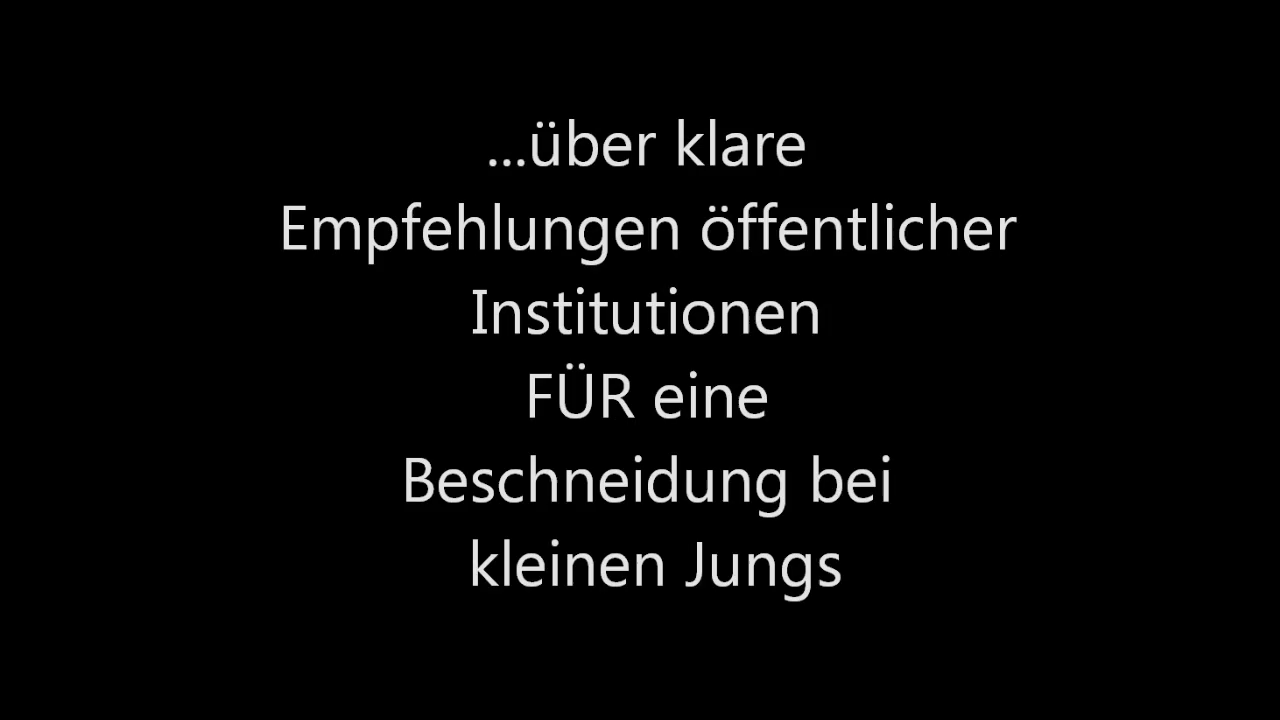 ...über klare
Empfehlungen öffentlicher
Institutionen
FÜR eine
Beschneidung bei
kleinen Jungs